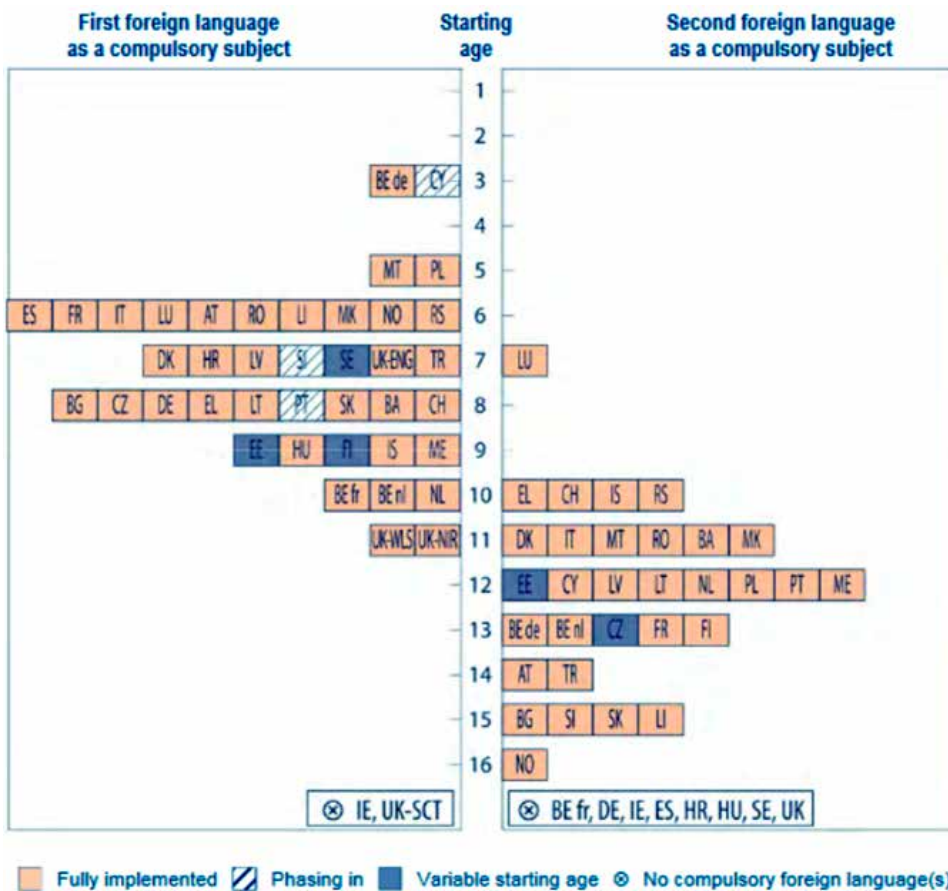 First foreign language
as a compulsory subject
Starting
age
Second foreign language
as a compulsory subject
1
2
BE de CY 3
4
MT PL 5
ES FR IT LU AT RO LI MK NO RS 6
DK HR LV SI SE UK-ENG TR 7 LU
BG CZ DE EL LT PT SK BA CH 8
EE HU FI IS ME 9
BE fr BE nl NL 10 EL CH IS RS
UK-WLS UK-NIR 11 DK IT MT RO BA MK
12 EE CY LV LT NL PL PT ME
13 BE de BE nl CZ FR FI
14 AT TR
15 BG SI SK LI
16 NO
⊗ IE, UK-SCT
⊗ BE fr, DE, IE, ES, HR, HU, SE, UK
Fully implemented Phasing in Variable starting age ⊗ No compulsory foreign language(s